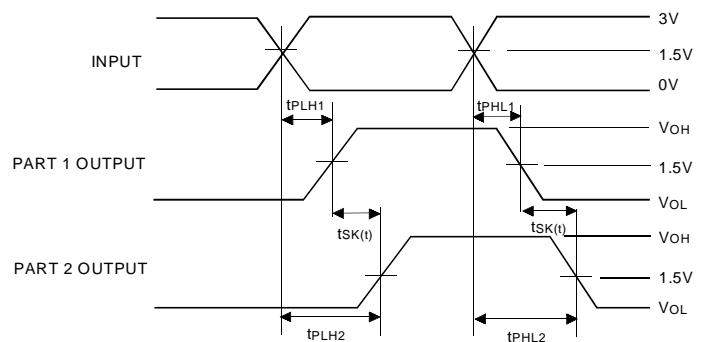 3V
INPUT
1.5V
0V
tPLH1
tPHL1
VOH
PART 1 OUTPUT
1.5V
VOL
tSK(t)
tSK(t)
VOH
PART 2 OUTPUT
1.5V
VOL
tPLH2
tPHL2